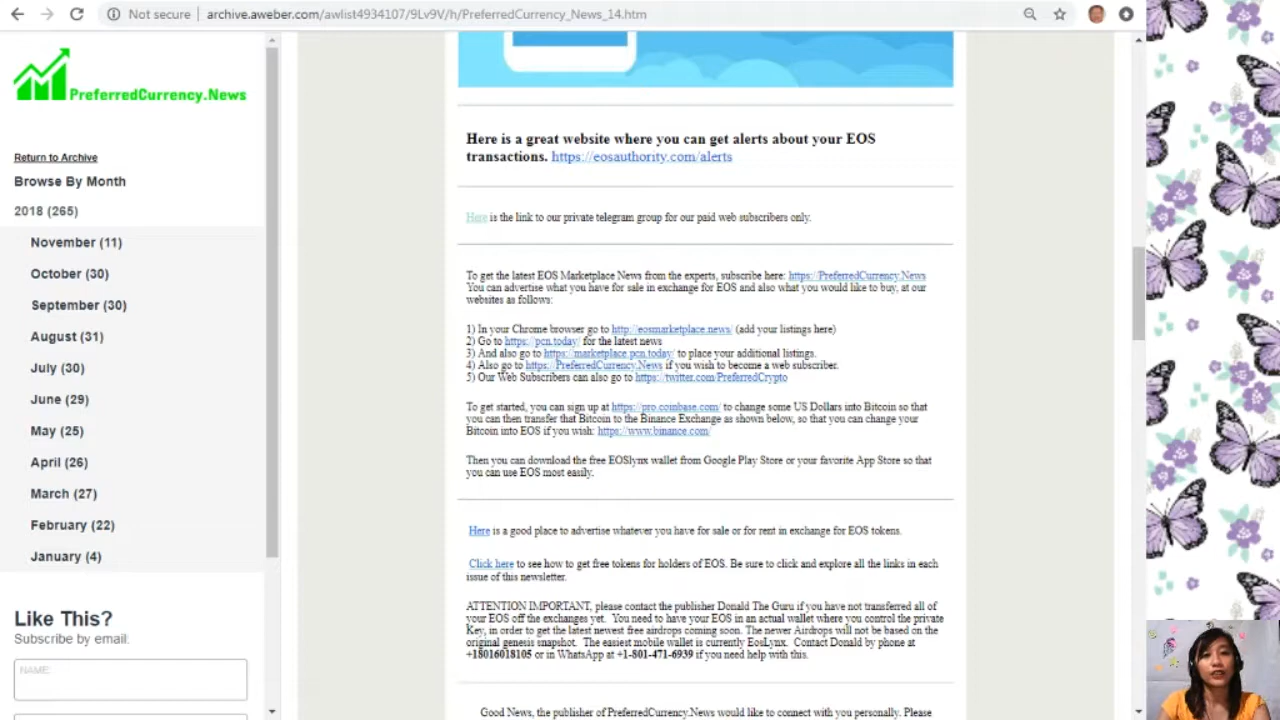 Not secure | archive.aweber.com/awlist4934107/9Lv9V/h/PreferredCurrency_News_14.htm
PreferredCurrency.News
Return to Archive
Browse By Month
2018 (265)
November (11)
October (30)
September (30)
August (31)
July (30)
June (29)
May (25)
April (26)
March (27)
February (22)
January (4)
Like This?
Subscribe by email:
NAME:
Here is a great website where you can get alerts about your EOS
transactions. https://eosauthority.com/alerts
Here is the link to our private telegram group for our paid web subscribers only.
To get the latest EOS Marketplace News from the experts, subscribe here: https://PreferredCurrency.News
You can advertise what you have for sale in exchange for EOS and also what you would like to buy, at our
websites as follows:
1) In your Chrome browser go to http://eosmarketplace.news/ (add your listings here)
2) Go to https://pcn.today/ for the latest news
3) And also go to https://marketplace.pcn.today/ to place your additional listings.
4) Also go to https://PreferredCurrency.News if you wish to become a web subscriber.
5) Our Web Subscribers can also go to https://twitter.com/PreferredCrypto
To get started, you can sign up at https://pro.coinbase.com/ to change some US Dollars into Bitcoin so that
you can then transfer that Bitcoin to the Binance Exchange as shown below, so that you can change your
Bitcoin into EOS if you wish: https://www.binance.com/
Then you can download the free EOSlynx wallet from Google Play Store or your favorite App Store so that
you can use EOS most easily.
Here is a good place to advertise whatever you have for sale or for rent in exchange for EOS tokens.
Click here to see how to get free tokens for holders of EOS. Be sure to click and explore all the links in each
issue of this newsletter.
ATTENTION IMPORTANT, please contact the publisher Donald The Guru if you have not transferred all of
your EOS off the exchanges yet. You need to have your EOS in an actual wallet where you control the private
Key, in order to get the latest newest free airdrops coming soon. The newer Airdrops will not be based on the
original genesis snapshot. The easiest mobile wallet is currently EosLynx. Contact Donald by phone at
+18016018105 or in WhatsApp at +1-801-471-6939 if you need help with this.
Good News, the publisher of PreferredCurrency.News would like to connect with you personally. Please